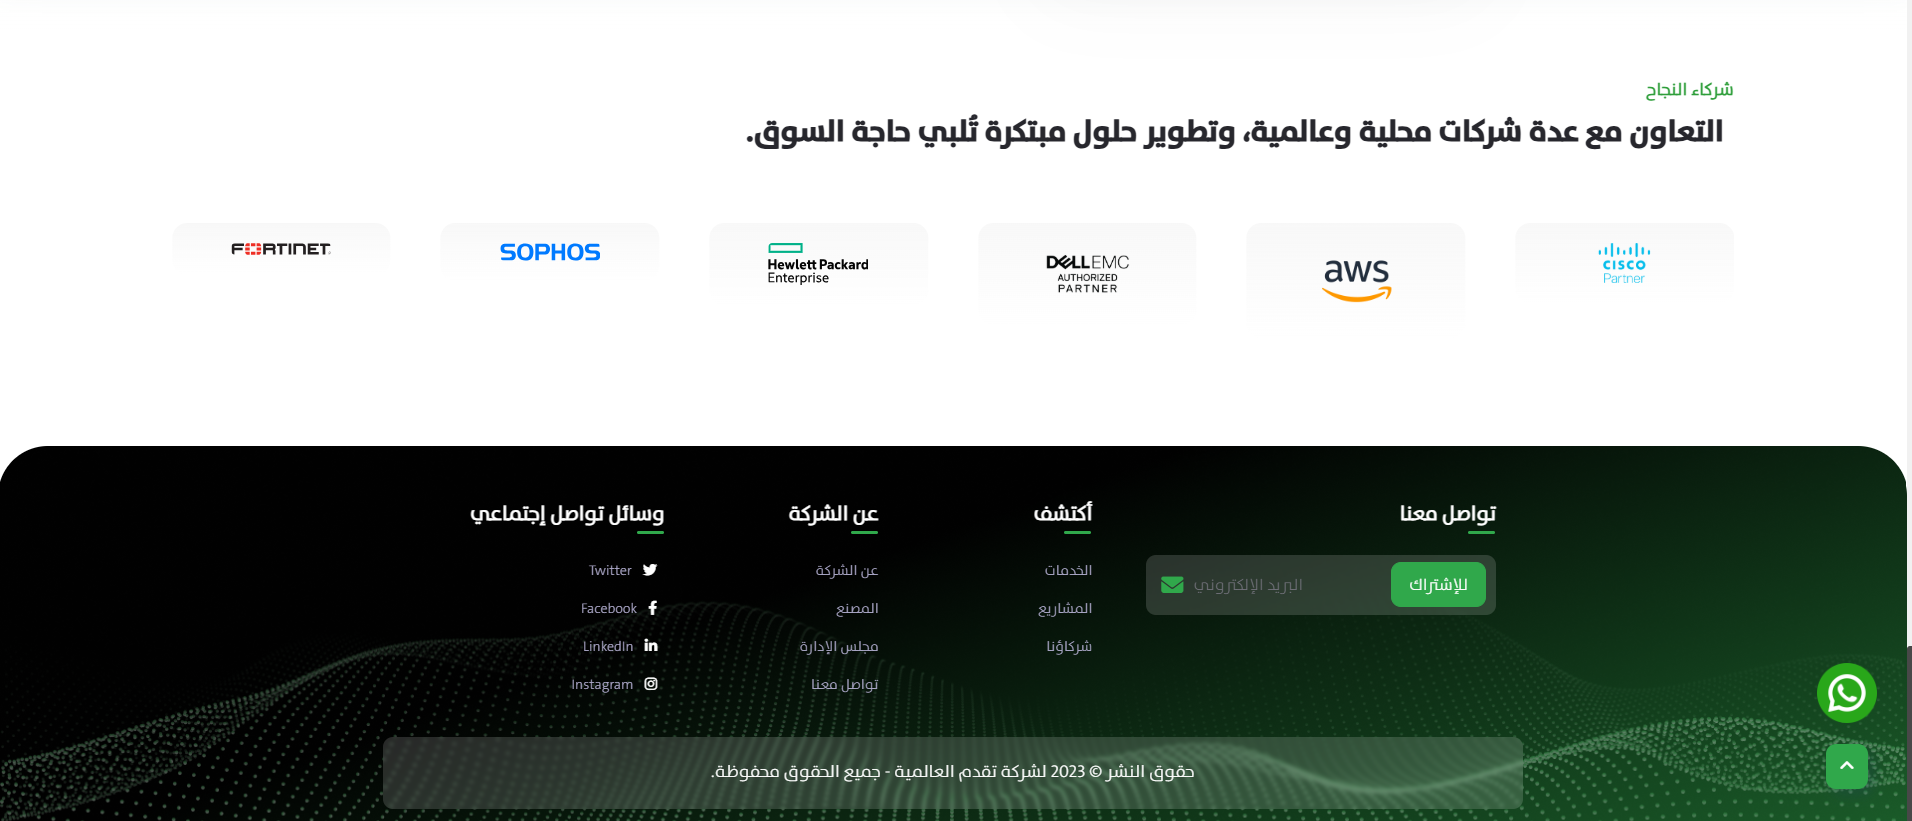 شركاء النجاح
التعاون مع عدة شركات محلية وعالمية، وتطوير حلول مبتكرة تُلبي حاجة السوق.
CISCO
Partner
aws
DELLEMC
AUTHORIZED
PARTNER
Hewlett Packard
Enterprise
SOPHOS
FORTINET
تواصل معنا
للإشتراك
البريد الإلكتروني
أكتشف
الخدمات
المشاريع
شركاؤنا
عن الشركة
عن الشركة
المصنع
مجلس الإدارة
تواصل معنا
وسائل تواصل إجتماعي
Twitter
Facebook
LinkedIn
Instagram
حقوق النشر © 2023 لشركة تقدم العالمية - جميع الحقوق محفوظة.